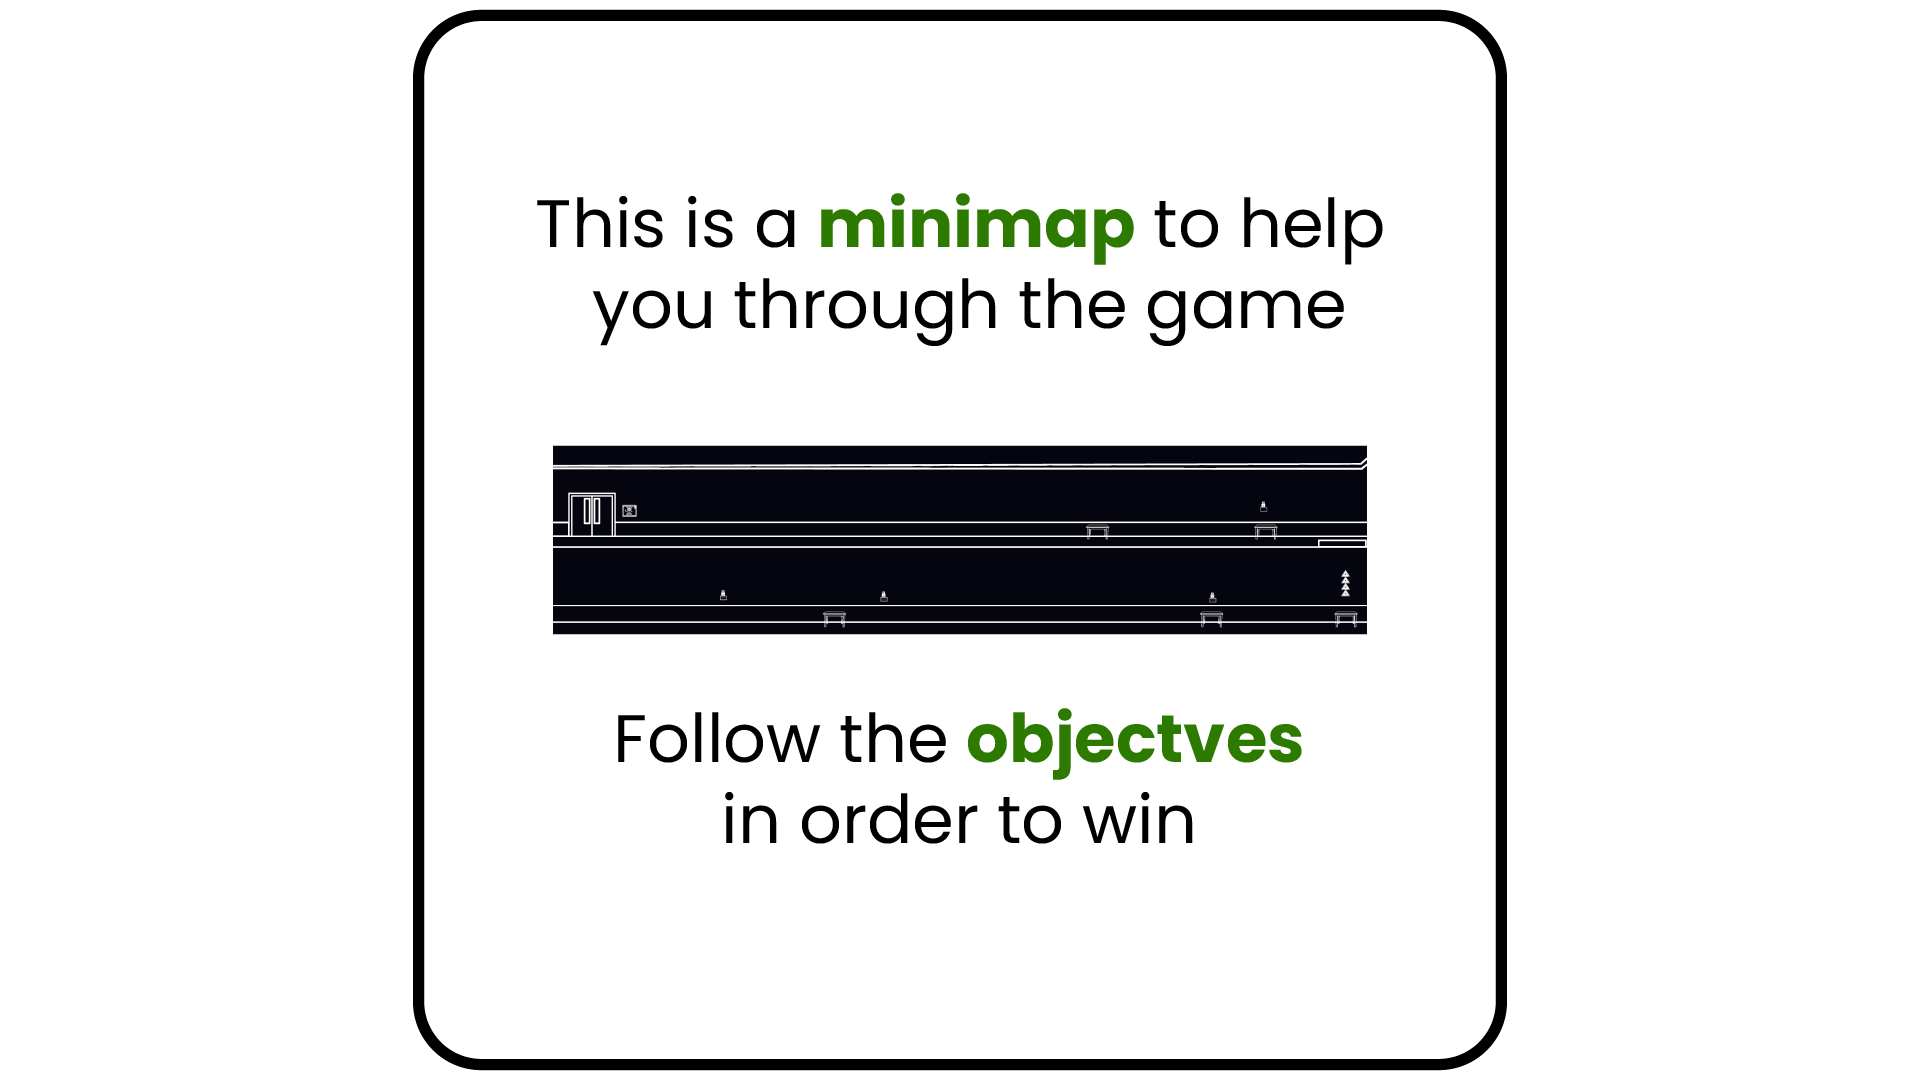 This is a minimap to help
you through the game
Follow the objectves
in order to win